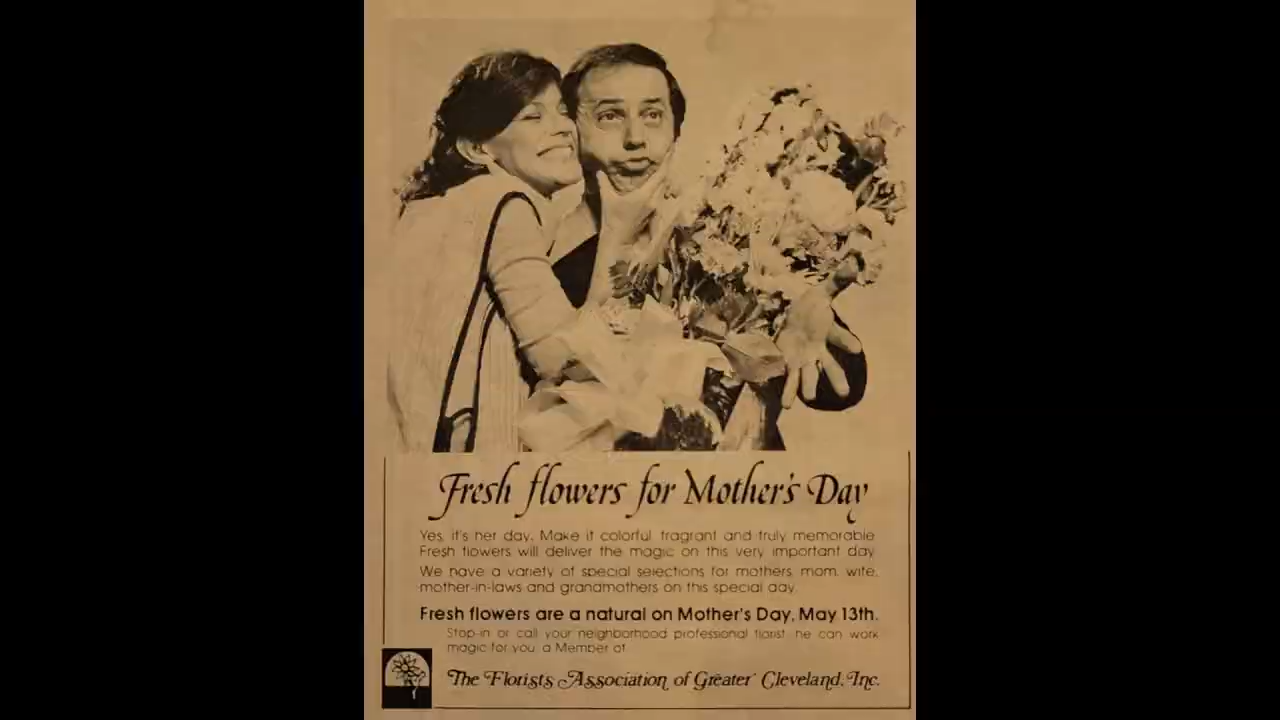 Fresh flowers for Mother's Day
Yes, it's her day. Make it colorful, fragrant and truly memorable
Fresh flowers will deliver the magic on this very important day
We have a variety of special selections for mothers, mom, wife,
mother-in-laws and grandmothers on this special day.
Fresh flowers are a natural on Mother's Day, May 13th.
Stop-in or call your neighborhood professional florist, he can work
magic for you, a Member of
The Florists Association of Greater Cleveland, Inc.